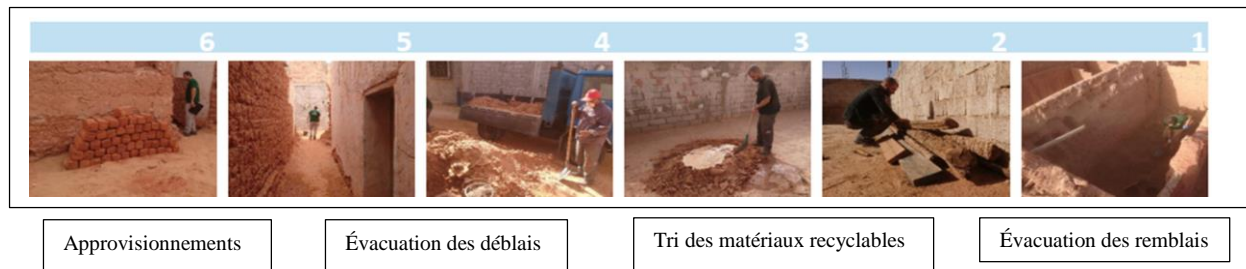 6 5 4 3 2 1
Approvisionnements
Évacuation des déblais
Tri des matériaux recyclables
Évacuation des remblais